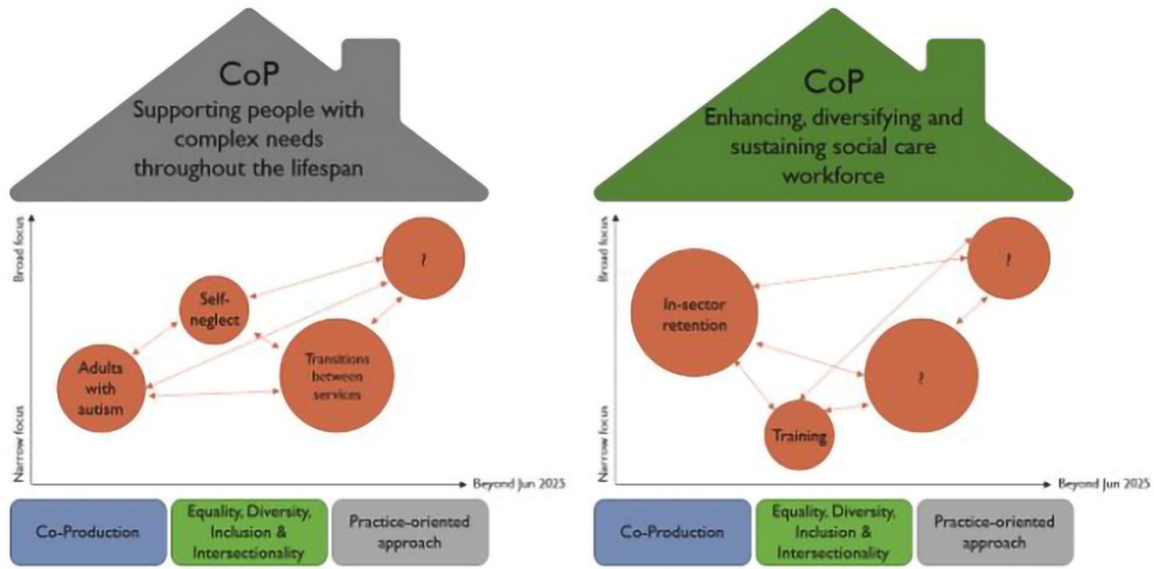 CoP
Supporting people with
complex needs
throughout the lifespan
Broad focus
Narrow focus
?
Self-
neglect
Adults
with
autism
Transitions
between
services
Beyond Jun 2025
Co-Production
Equality, Diversity,
Inclusion &
Intersectionality
Practice-oriented
approach
CoP
Enhancing, diversifying and
sustaining social care
workforce
Broad focus
Narrow focus
?
In-sector
retention
?
Training
Beyond Jun 2025
Co-Production
Equality, Diversity,
Inclusion &
Intersectionality
Practice-oriented
approach